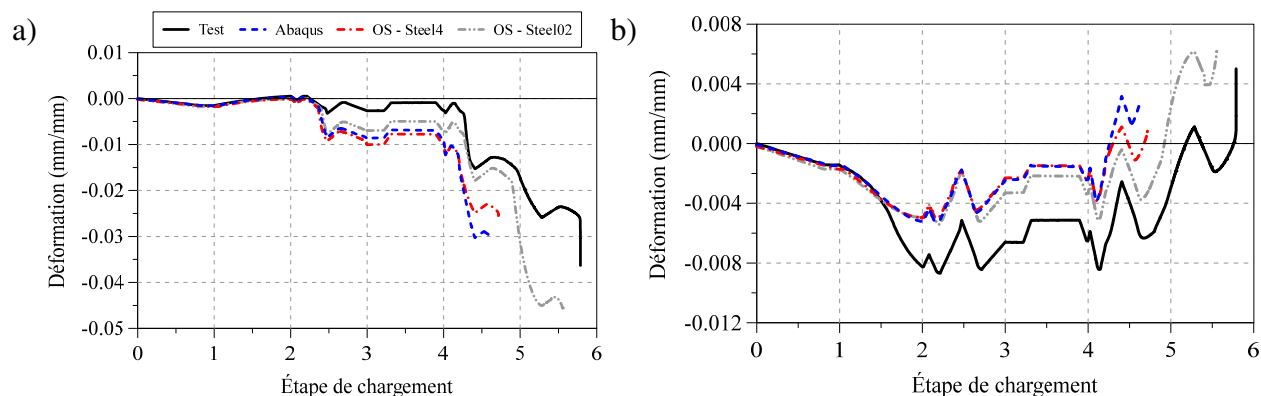 a)
Test Abaqus OS - Steel4 OS - Steel02
0.01
0.00
-0.01
-0.02
-0.03
-0.04
-0.05
Déformation (mm/mm)
0 1 2 3 4 5 6
Étape de chargement
b)
0.008
0.004
0.000
-0.004
-0.008
-0.012
Déformation (mm/mm)
0 1 2 3 4 5 6
Étape de chargement